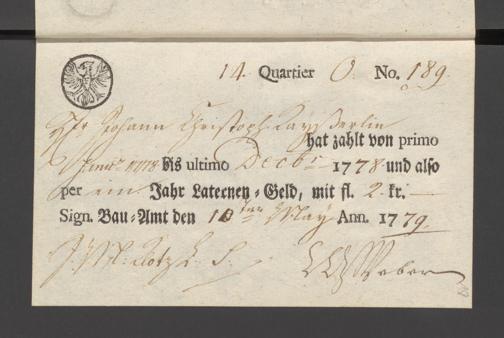 14. Quartier O. No. 189.
Hr Johann Christoph
hat zahlt von primo
1778 bis ultimo Decbr 1778 und also
per ein Jahr Laternen-Geld, mit fl. 2. kr. —
Sign. Bau-Amt den 10ten May Ann. 1779.